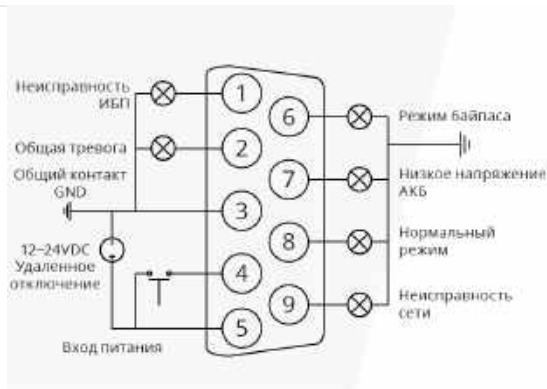 Неисправность
ИБП
1
6
Режим байпаса
Общая тревога
2
Общий контакт
GND
7
Низкое напряжение
АКБ
3
12–24VDC
Удаленное
отключение
8
Нормальный
режим
4
9
Неисправность
сети
5
Вход питания